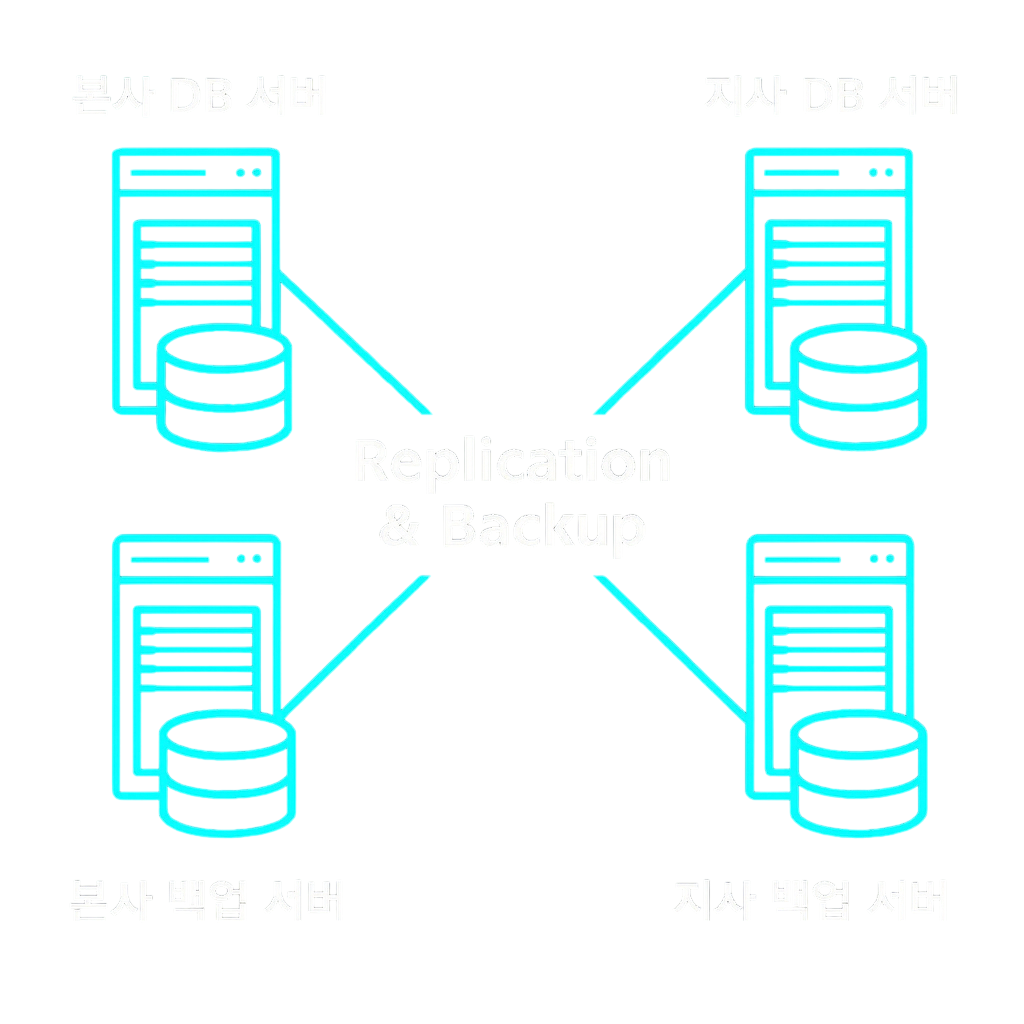 본사 DB 서버
지사 DB 서버
Replication
& Backup
본사 백업 서버
지사 백업 서버